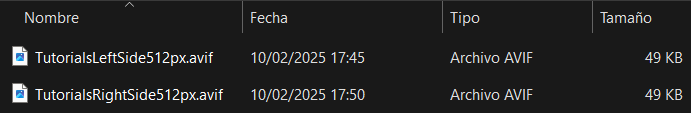 Nombre Fecha Tipo Tamaño
TutorialsLeftSide512px.avif 10/02/2025 17:45 Archivo AVIF 49 KB
TutorialsRightSide512px.avif 10/02/2025 17:50 Archivo AVIF 49 KB